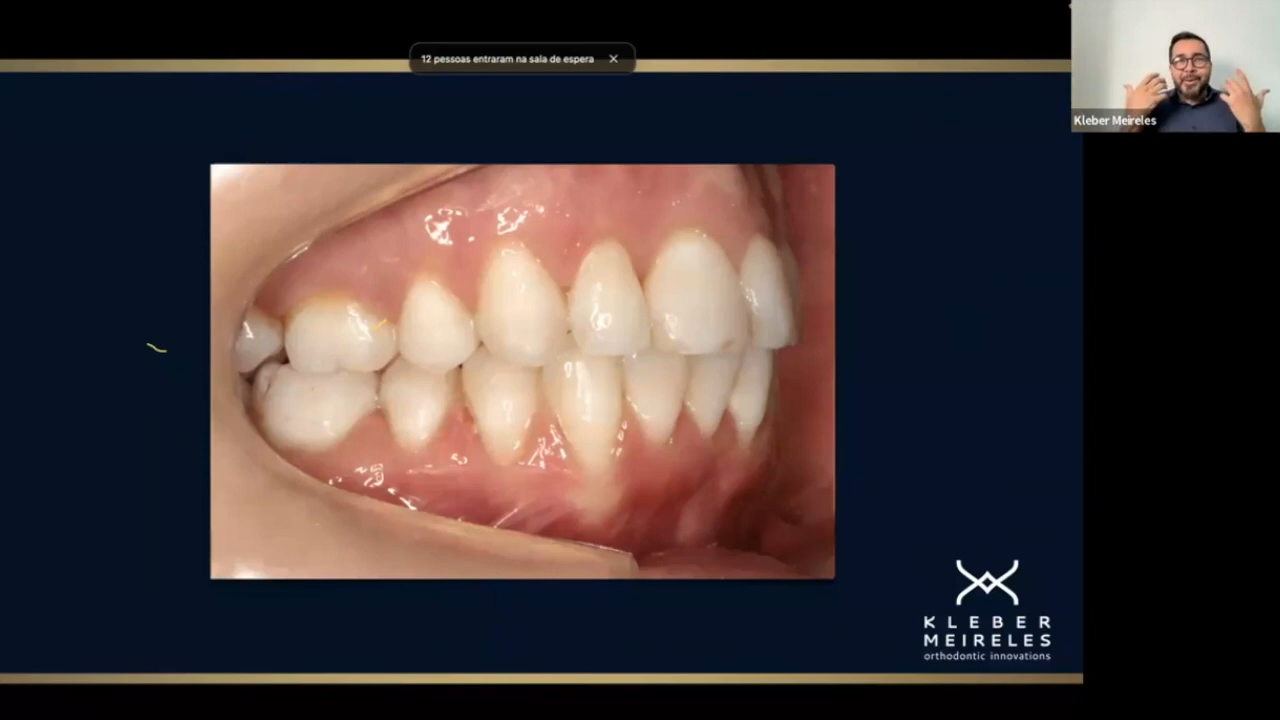 12 pessoas entraram na sala de espera
Kleber Meireles
KLEBER
MEIRELES
orthodontic innovations